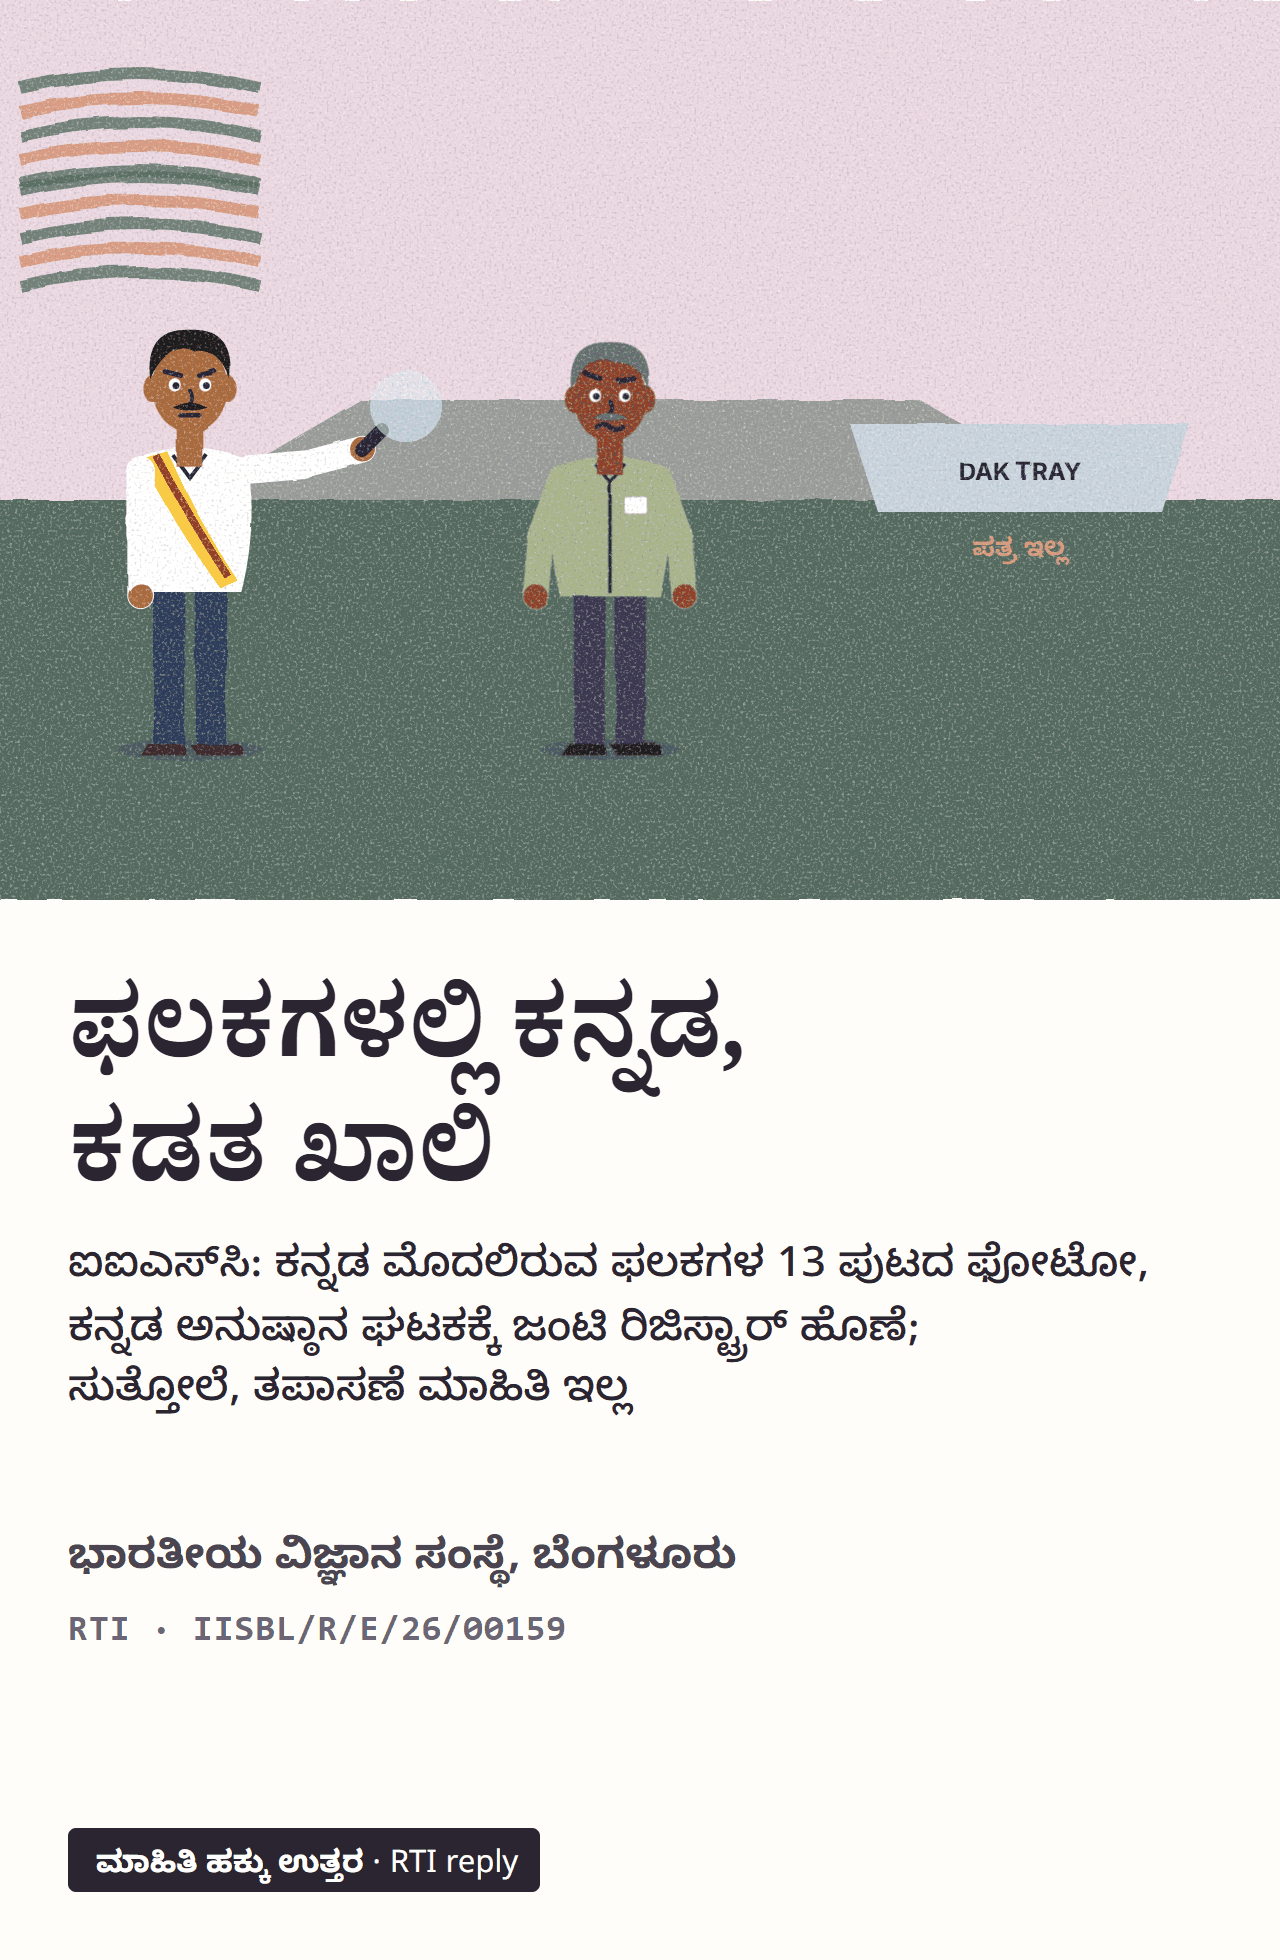 DAK TRAY
ಪತ್ರ ಇಲ್ಲ
ಫಲಕಗಳಲ್ಲಿ ಕನ್ನಡ,
ಕಡತ ಖಾಲಿ
ಐಐಎಸ್‌ಸಿ: ಕನ್ನಡ ಮೊದಲಿರುವ ಫಲಕಗಳ 13 ಪುಟದ ಫೋಟೋ,
ಕನ್ನಡ ಅನುಷ್ಠಾನ ಘಟಕಕ್ಕೆ ಜಂಟಿ ರಿಜಿಸ್ಟ್ರಾರ್ ಹೊಣೆ;
ಸುತ್ತೋಲೆ, ತಪಾಸಣೆ ಮಾಹಿತಿ ಇಲ್ಲ
ಭಾರತೀಯ ವಿಜ್ಞಾನ ಸಂಸ್ಥೆ, ಬೆಂಗಳೂರು
RTI · IISBL/R/E/26/00159
ಮಾಹಿತಿ ಹಕ್ಕು ಉತ್ತರ · RTI reply